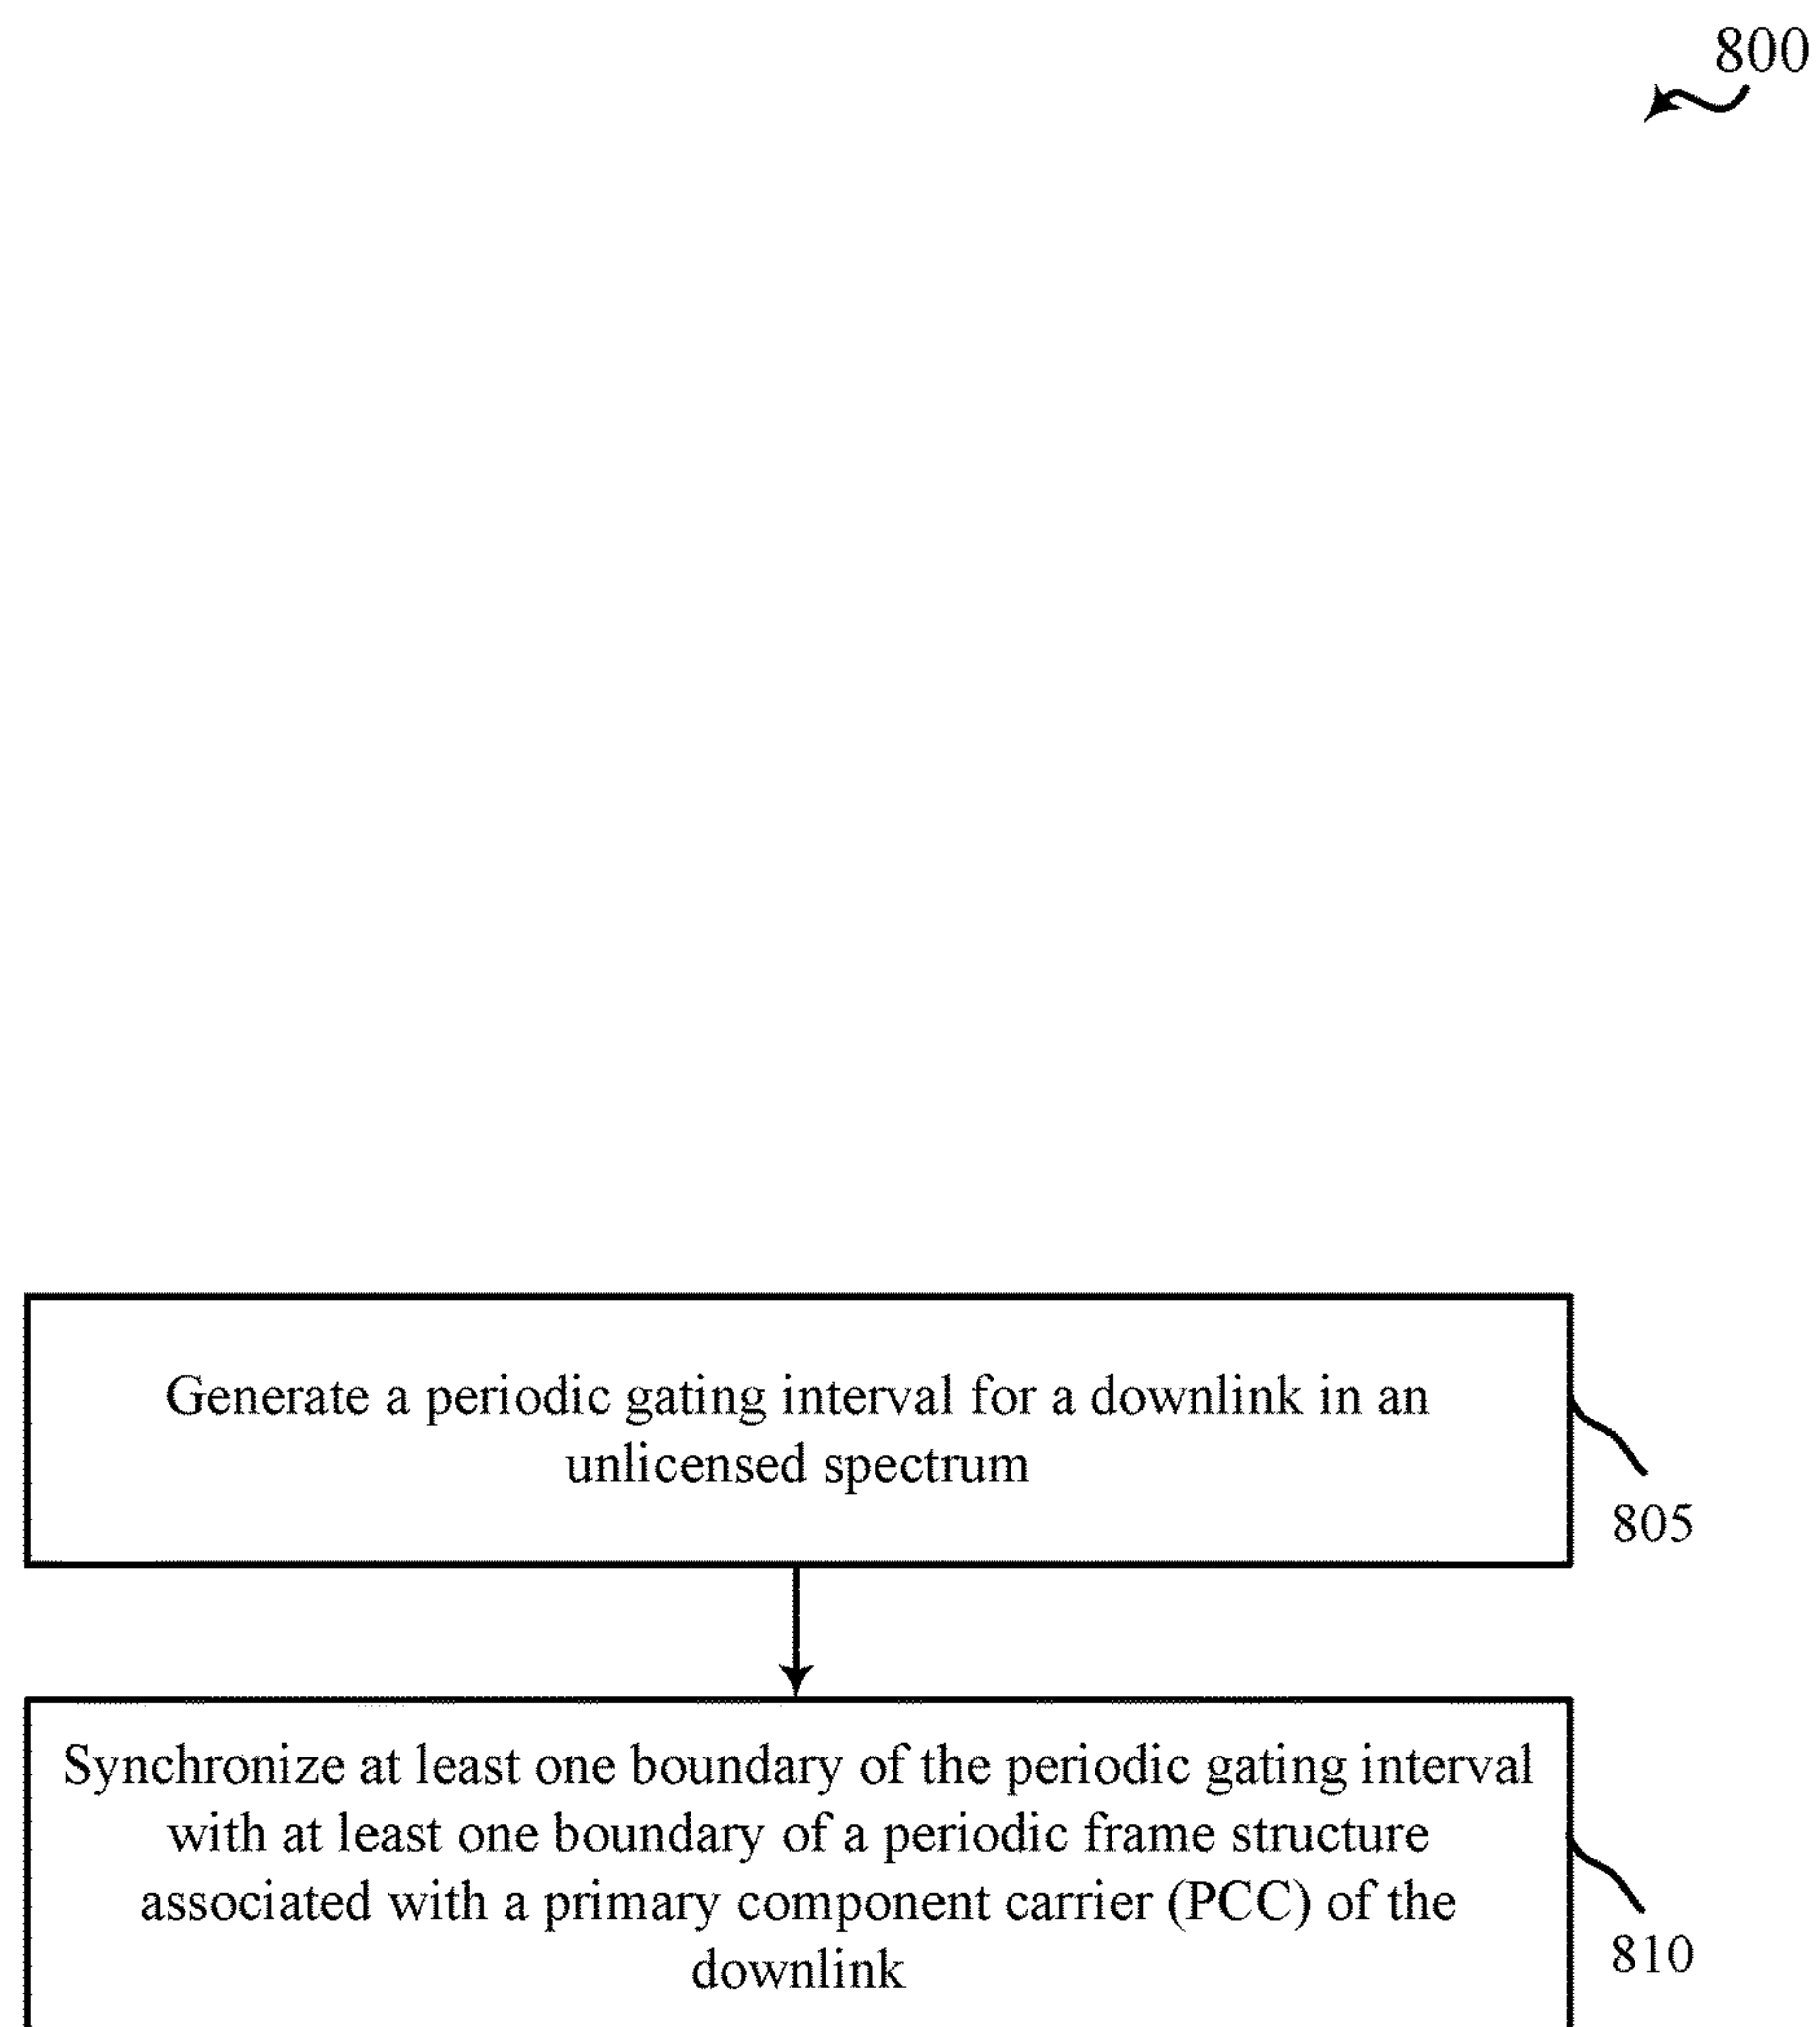 800
Generate a periodic gating interval for a downlink in an
unlicensed spectrum
805
Synchronize at least one boundary of the periodic gating interval
with at least one boundary of a periodic frame structure
associated with a primary component carrier (PCC) of the
downlink
810